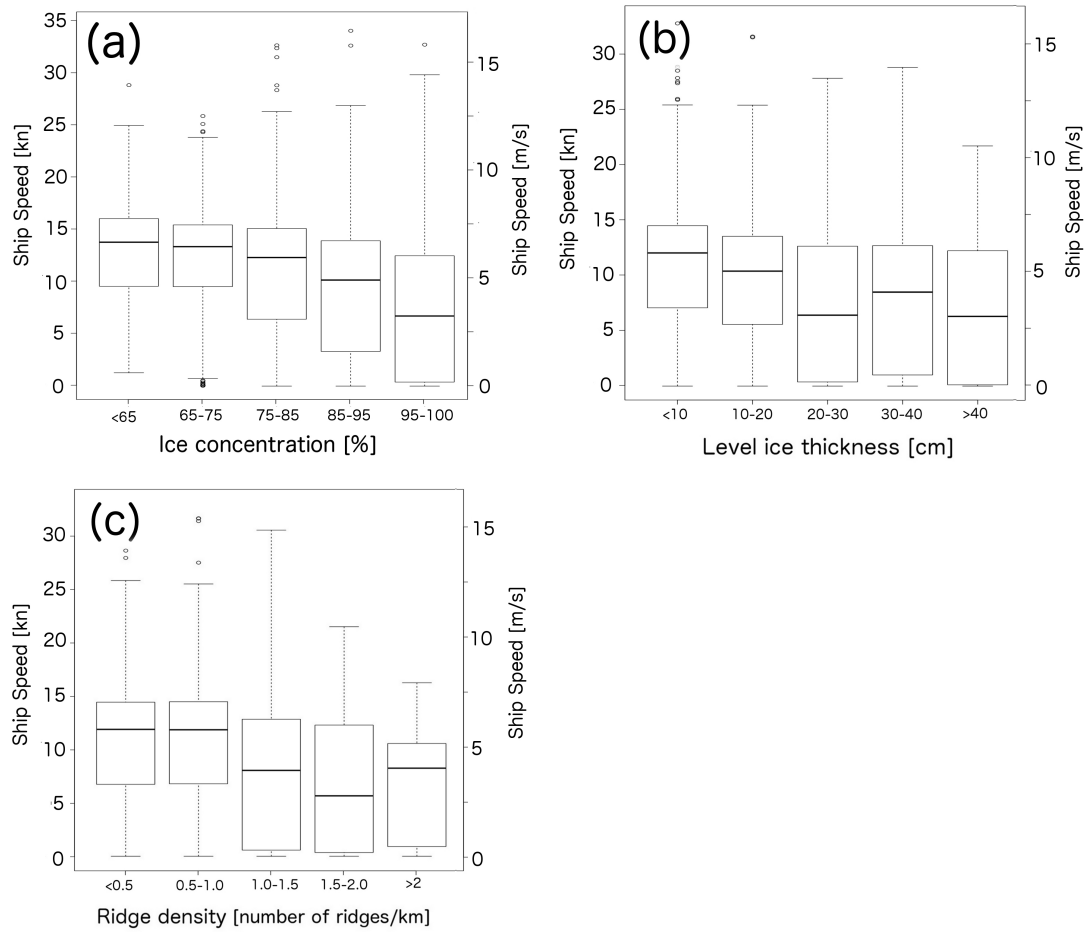 (a)
Ship Speed [kn]
35
30
25
20
15
10
5
0
15
10
5
0
Ship Speed [m/s]
<65 65-75 75-85 85-95 95-100
Ice concentration [%]
(b)
Ship Speed [kn]
30
25
20
15
10
5
0
15
10
5
0
Ship Speed [m/s]
<10 10-20 20-30 30-40 >40
Level ice thickness [cm]
(c)
Ship Speed [kn]
30
25
20
15
10
5
0
15
10
5
0
Ship Speed [m/s]
<0.5 0.5-1.0 1.0-1.5 1.5-2.0 >2
Ridge density [number of ridges/km]